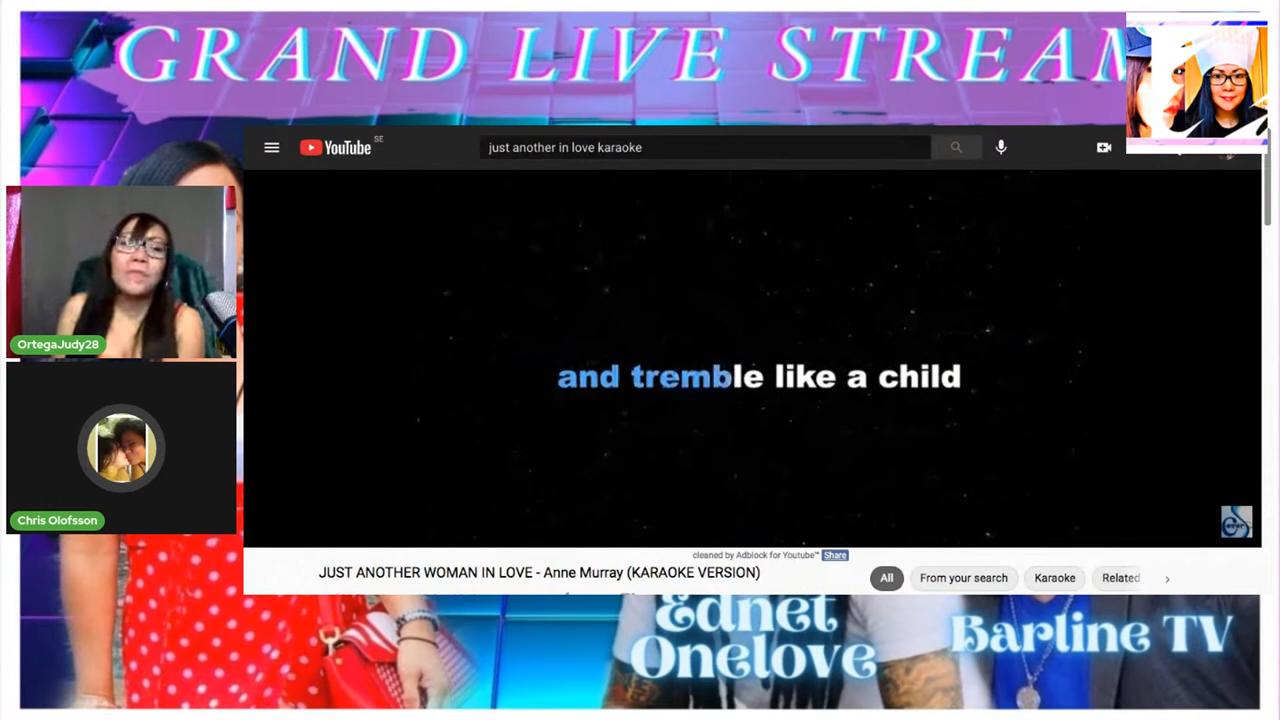 GRAND LIVE STREAM
YouTube SE
just another in love karaoke
OrtegaJudy28
and tremble like a child
Chris Olofsson
cleaned by Adblock for Youtube™ Share
JUST ANOTHER WOMAN IN LOVE - Anne Murray (KARAOKE VERSION)
All From your search Karaoke Related
Ednet
Onelove
Barline TV